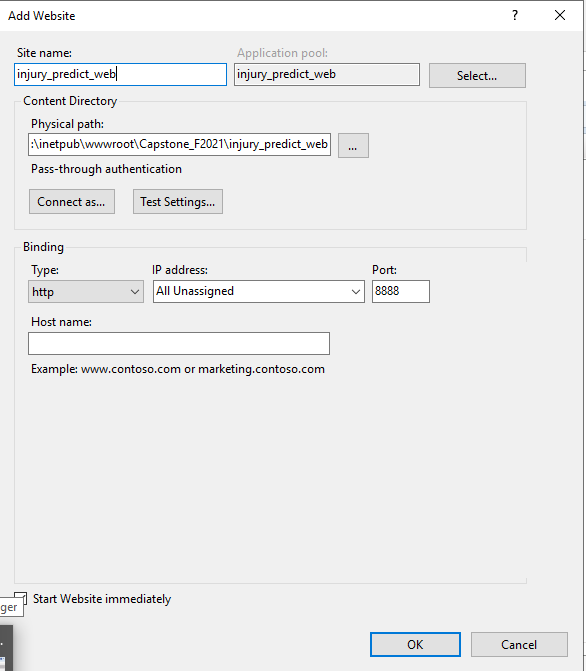 Add Website
?
Site name:
Application pool:
injury_predict_web
injury_predict_web
Select...
Content Directory
Physical path:
:\inetpub\wwwroot\Capstone_F2021\injury_predict_web
...
Pass-through authentication
Connect as...
Test Settings...
Binding
Type:
IP address:
Port:
http
All Unassigned
8888
Host name:
Example: www.contoso.com or marketing.contoso.com
Start Website immediately
ger
OK
Cancel